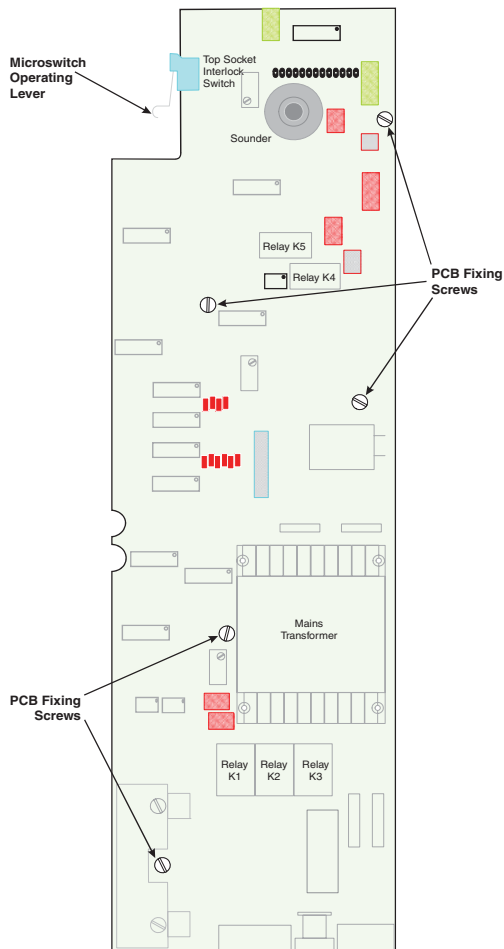 Microswitch
Operating
Lever
Top Socket
Interlock
Switch
Sounder
Relay K5
Relay K4
PCB Fixing
Screws
Mains
Transformer
PCB Fixing
Screws
Relay
K1
Relay
K2
Relay
K3